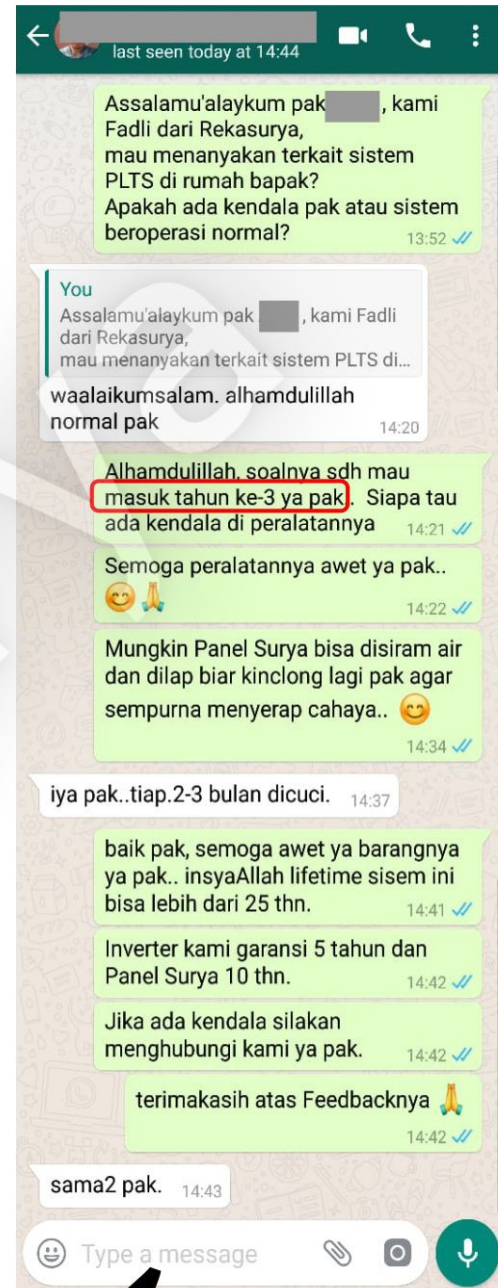 last seen today at 14:44
Assalamu'alaykum pak , kami
Fadli dari Rekasurya,
mau menanyakan terkait sistem
PLTS di rumah bapak?
Apakah ada kendala pak atau sistem
beroperasi normal?
13:52
You
Assalamu'alaykum pak , kami Fadli
dari Rekasurya,
mau menanyakan terkait sistem PLTS di...
waalaikumsalam. alhamdulillah
normal pak
14:20
Alhamdulillah, soalnya sdh mau
masuk tahun ke-3 ya pak. Siapa tau
ada kendala di peralatannya
14:21
Semoga peralatannya awet ya pak..
😊🙏
14:22
Mungkin Panel Surya bisa disiram air
dan dilap biar kinclong lagi pak agar
sempurna menyerap cahaya.. 😊
14:34
iya pak..tiap.2-3 bulan dicuci.
14:37
baik pak, semoga awet ya barangnya
ya pak.. insyaAllah lifetime sisem ini
bisa lebih dari 25 thn.
14:41
Inverter kami garansi 5 tahun dan
Panel Surya 10 thn.
14:42
Jika ada kendala silakan
menghubungi kami ya pak.
14:42
terimakasih atas Feedbacknya 🙏
14:42
sama2 pak.
14:43
Type a message